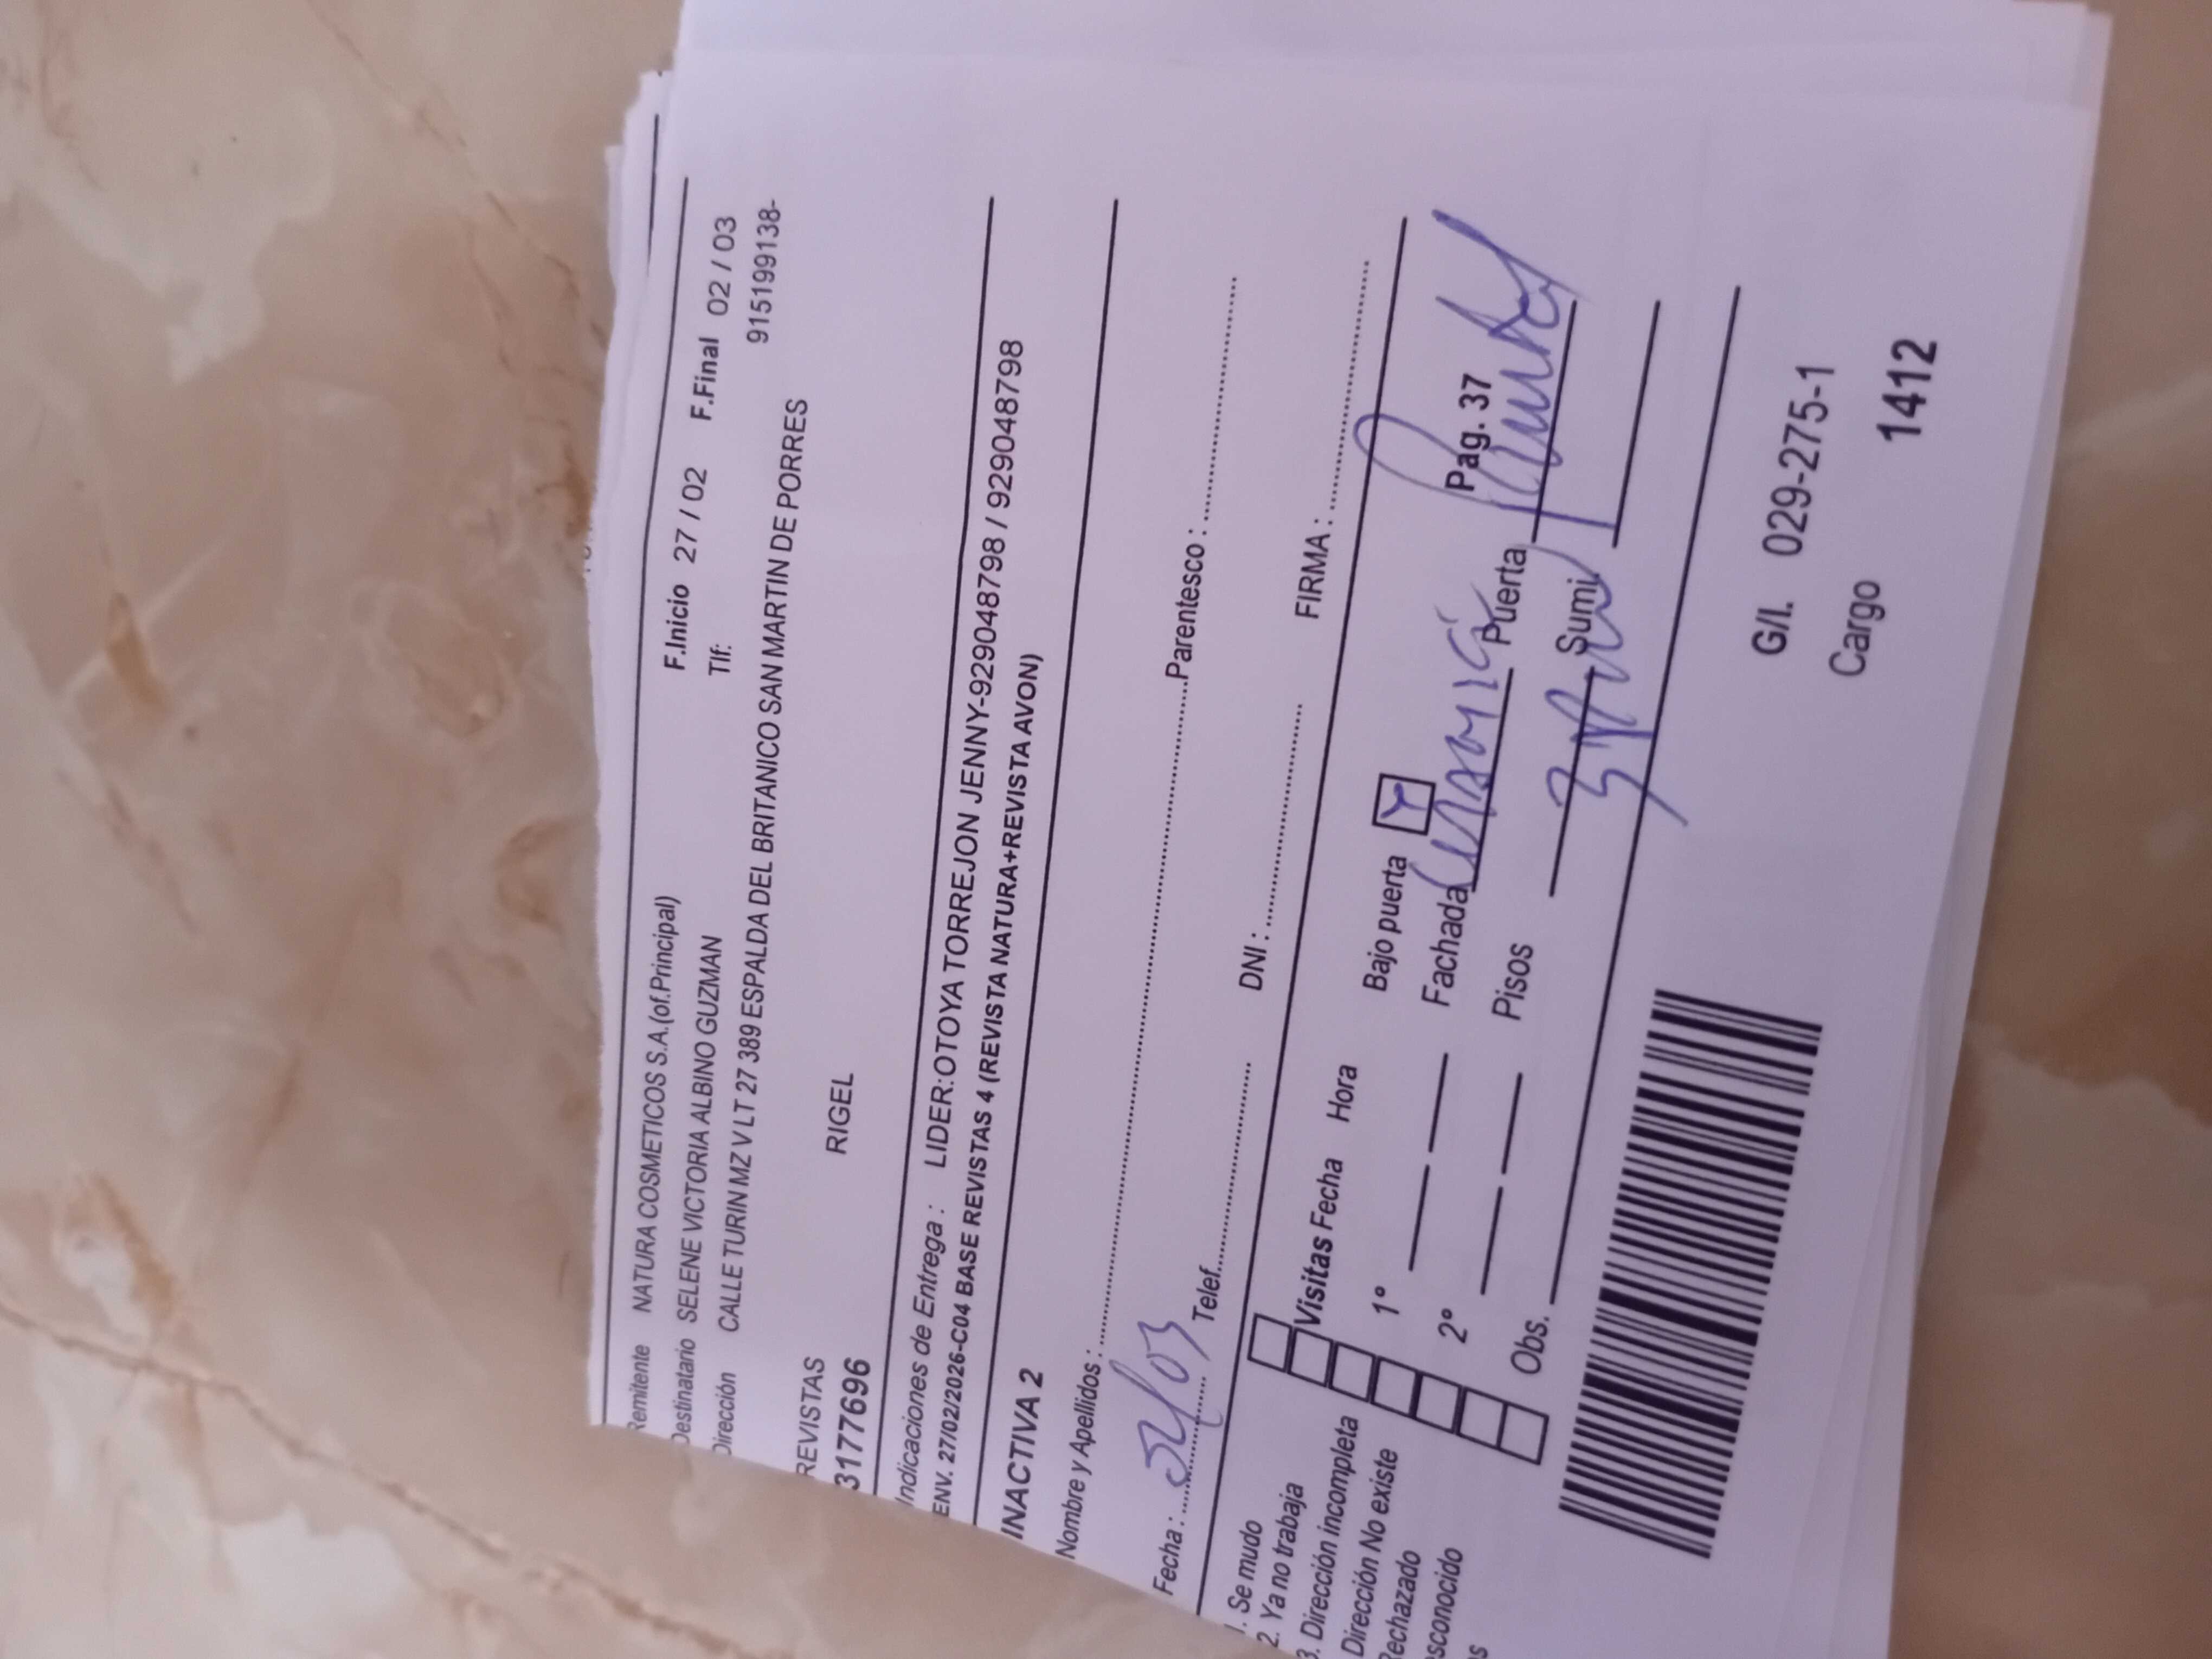 Remitente NATURA COSMETICOS S.A.(of.Principal) F.Inicio 27 / 02 F.Final 02 / 03
Destinatario SELENE VICTORIA ALBINO GUZMAN Tlf: 915199138-
Dirección CALLE TURIN MZ V LT 27 389 ESPALDA DEL BRITANICO SAN MARTIN DE PORRES
REVISTAS RIGEL
3177696
Indicaciones de Entrega : LIDER:OTOYA TORREJON JENNY-929048798 / 929048798
ENV. 27/02/2026-C04 BASE REVISTAS 4 (REVISTA NATURA+REVISTA AVON)
INACTIVA 2
Nombre y Apellidos : Parentesco :
Fecha : Telef. DNI : FIRMA :
1. Se mudo
2. Ya no trabaja
3. Dirección incompleta
Dirección No existe
Rechazado
Visitas Fecha Hora Bajo puerta
1° Fachada Puerta Pag. 37
2° Pisos Sumi.
Obs.
G/I. 029-275-1
Cargo 1412